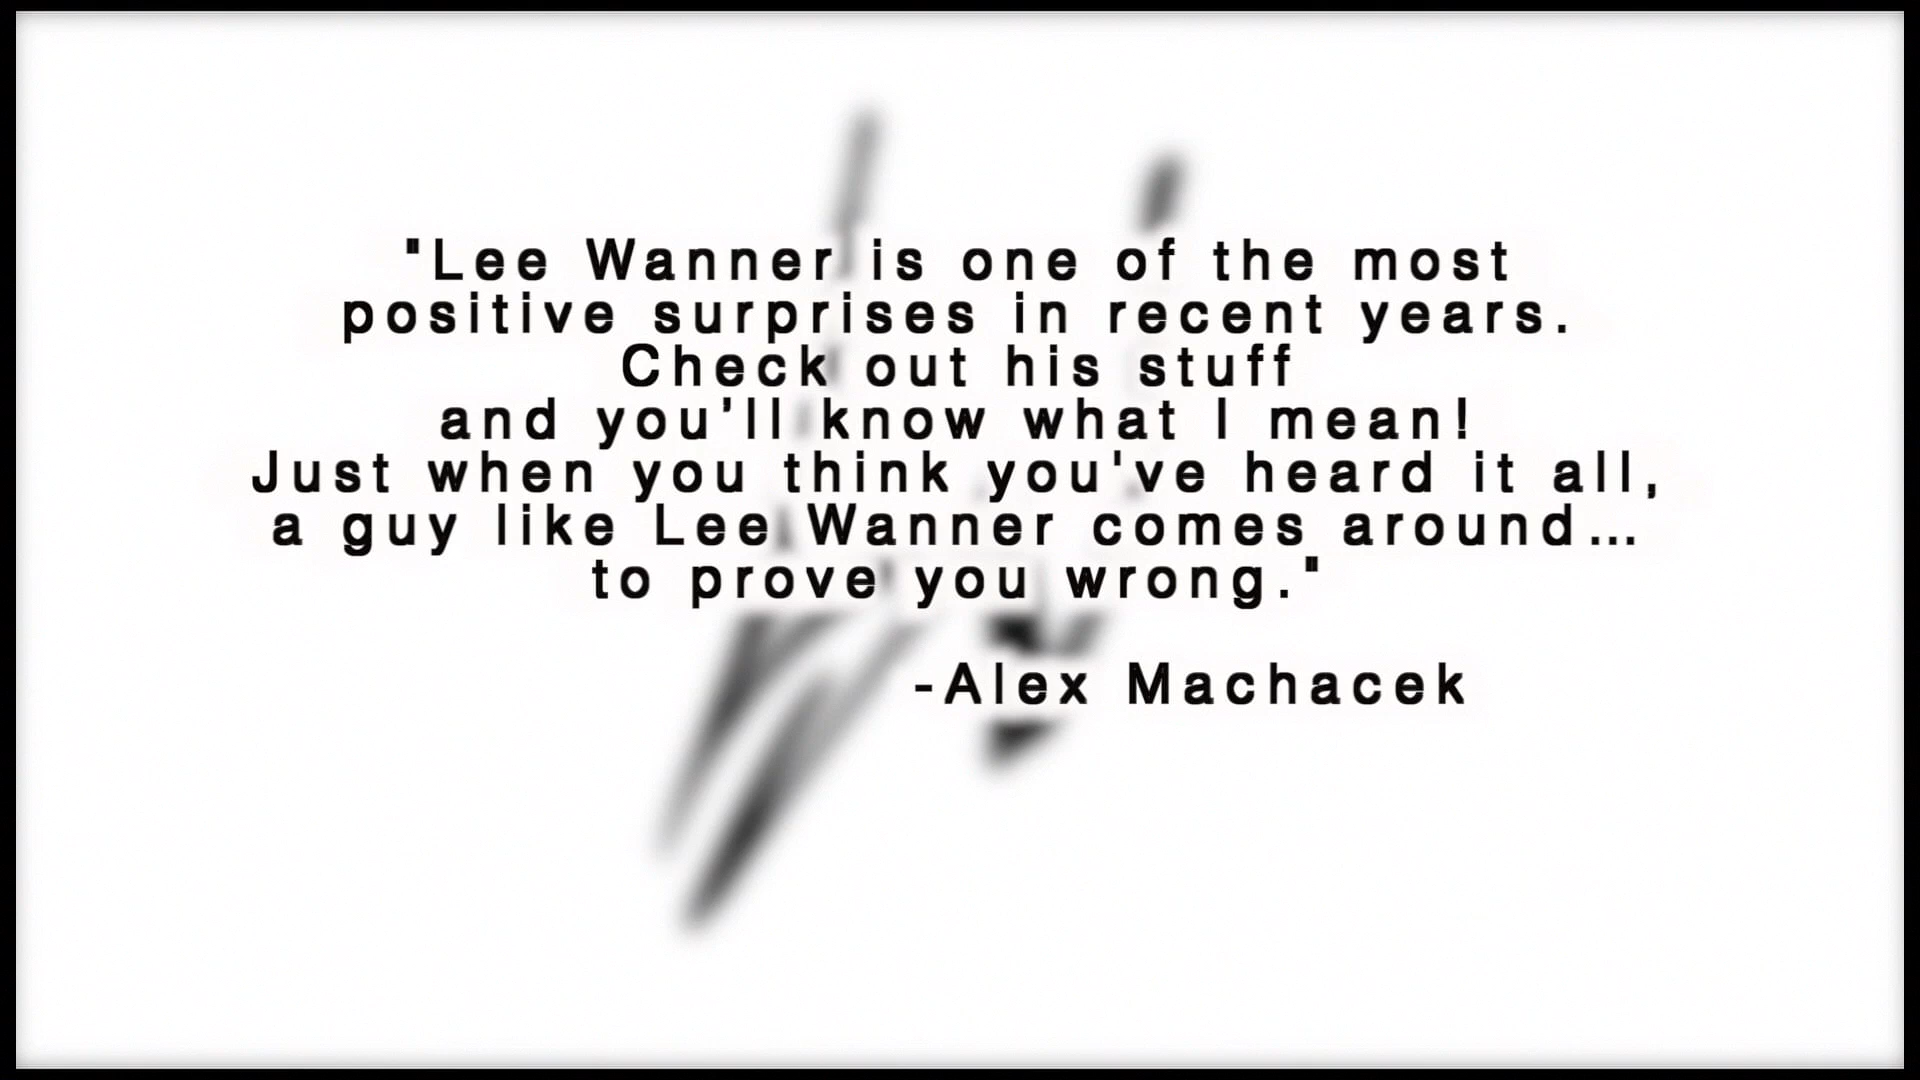 "Lee Wanner is one of the most
positive surprises in recent years.
Check out his stuff
and you'll know what I mean!
Just when you think you've heard it all,
a guy like Lee Wanner comes around...
to prove you wrong."
-Alex Machacek